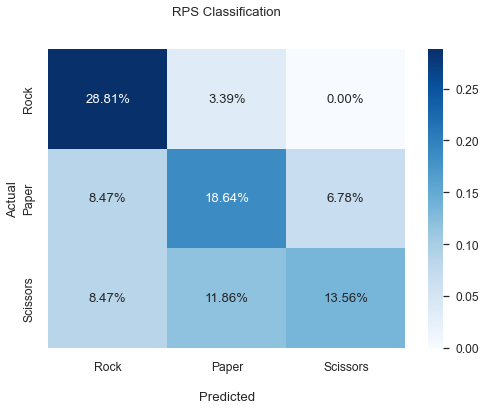 RPS Classification
Actual
Rock
28.81% 3.39% 0.00%
Paper
8.47% 18.64% 6.78%
Scissors
8.47% 11.86% 13.56%
Rock Paper Scissors
Predicted
0.25
0.20
0.15
0.10
0.05
0.00